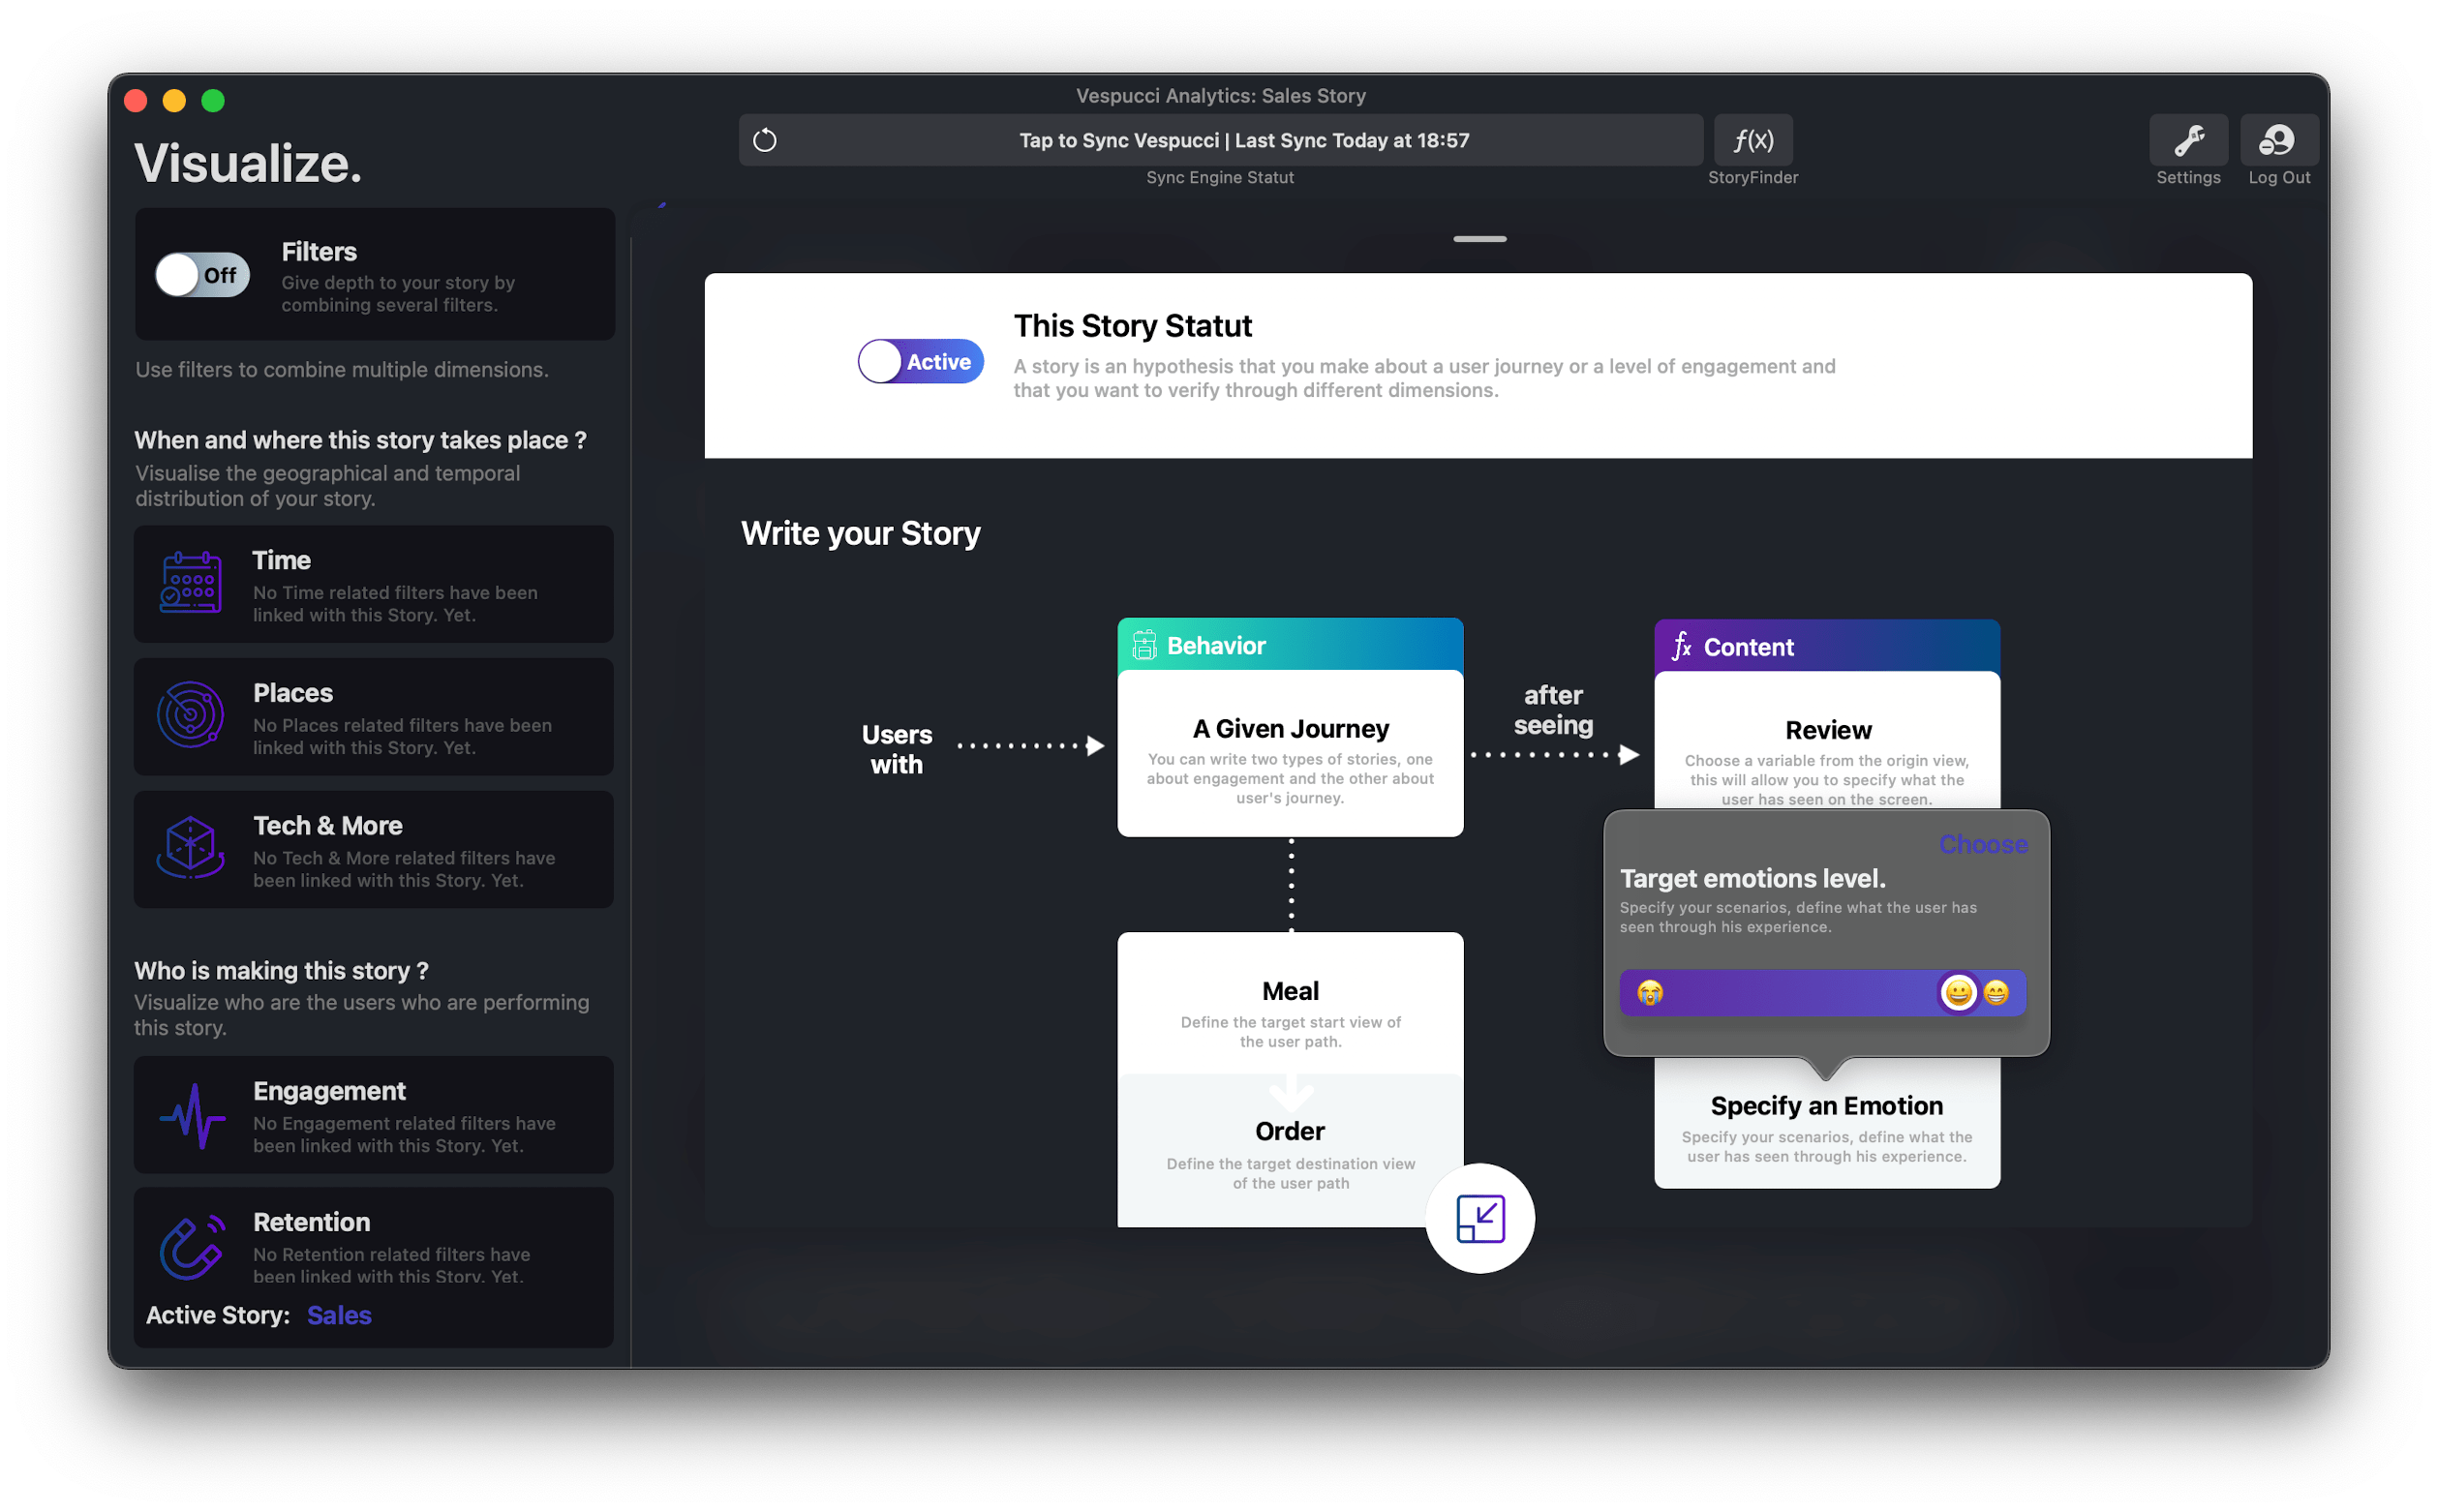 Vespucci Analytics: Sales Story
Visualize.
Tap to Sync Vespucci | Last Sync Today at 18:57
Sync Engine Statut
f(x)
StoryFinder
Settings
Log Out
Off
Filters
Give depth to your story by
combining several filters.
Use filters to combine multiple dimensions.
When and where this story takes place ?
Visualise the geographical and temporal
distribution of your story.
Time
No Time related filters have been
linked with this Story. Yet.
Places
No Places related filters have been
linked with this Story. Yet.
Tech & More
No Tech & More related filters have
been linked with this Story. Yet.
Who is making this story ?
Visualize who are the users who are performing
this story.
Engagement
No Engagement related filters have
been linked with this Story. Yet.
Retention
No Retention related filters have
been linked with this Story. Yet.
Active Story: Sales
Active
This Story Statut
A story is an hypothesis that you make about a user journey or a level of engagement and
that you want to verify through different dimensions.
Write your Story
Users
with
Behavior
A Given Journey
You can write two types of stories, one
about engagement and the other about
user's journey.
after
seeing
fx Content
Review
Choose a variable from the origin view,
this will allow you to specify what the
user has seen on the screen.
Choose
Target emotions level.
Specify your scenarios, define what the user has
seen through his experience.
Meal
Define the target start view of
the user path.
Order
Define the target destination view
of the user path
Specify an Emotion
Specify your scenarios, define what the
user has seen through his experience.